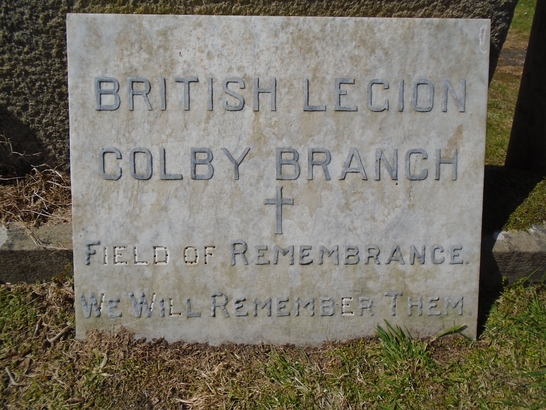 BRITISH LEGION
COLBY BRANCH
FIELD OF REMEMBRANCE.
WE WILL REMEMBER THEM